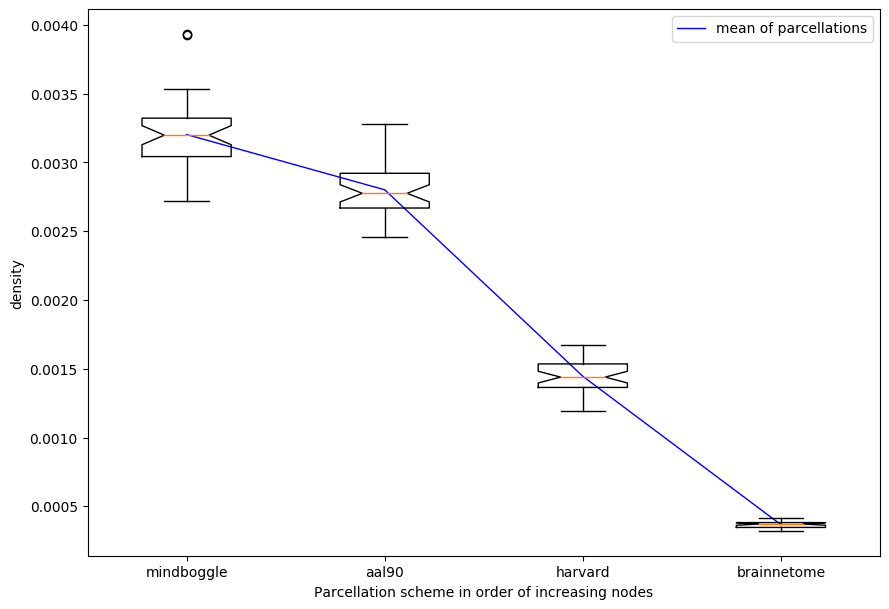 mean of parcellations
0.0040
0.0035
0.0030
0.0025
0.0020
0.0015
0.0010
0.0005
density
mindboggle aal90 harvard brainnetome
Parcellation scheme in order of increasing nodes